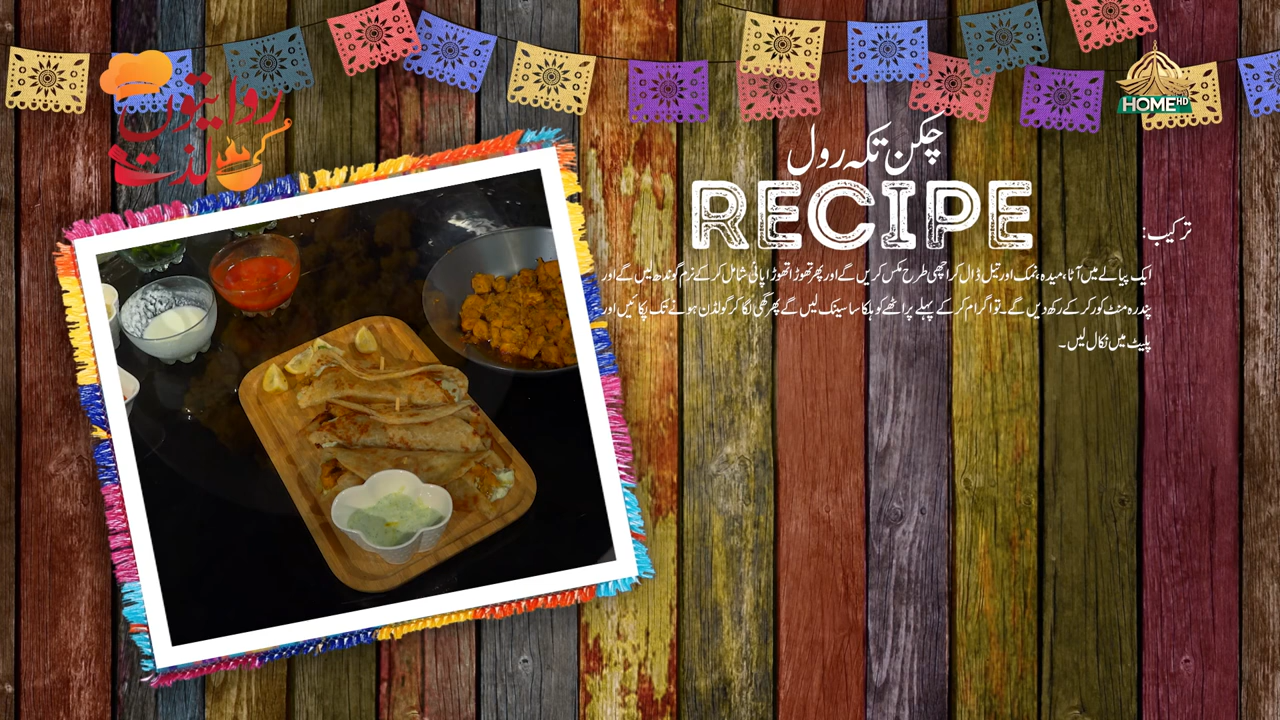 روایتوں
کی
لذت
HOME HD
چکن تکہ رول
RECIPE
ترکیب:
ایک پیالے میں آٹا، میدہ، نمک اور تیل ڈال کر اچھی طرح مکس کریں گے اور پھر تھوڑا تھوڑا پانی شامل کر کے نرم گوندھ لیں گے اور
پندرہ منٹ کور کر کے رکھ دیں گے۔ توا گرام کر کے پہلے پراٹھے کو ہلکا سا سینک لیں گے پھر گھی لگا کر گولڈن ہونے تک پکائیں اور
پلیٹ میں نکال لیں۔